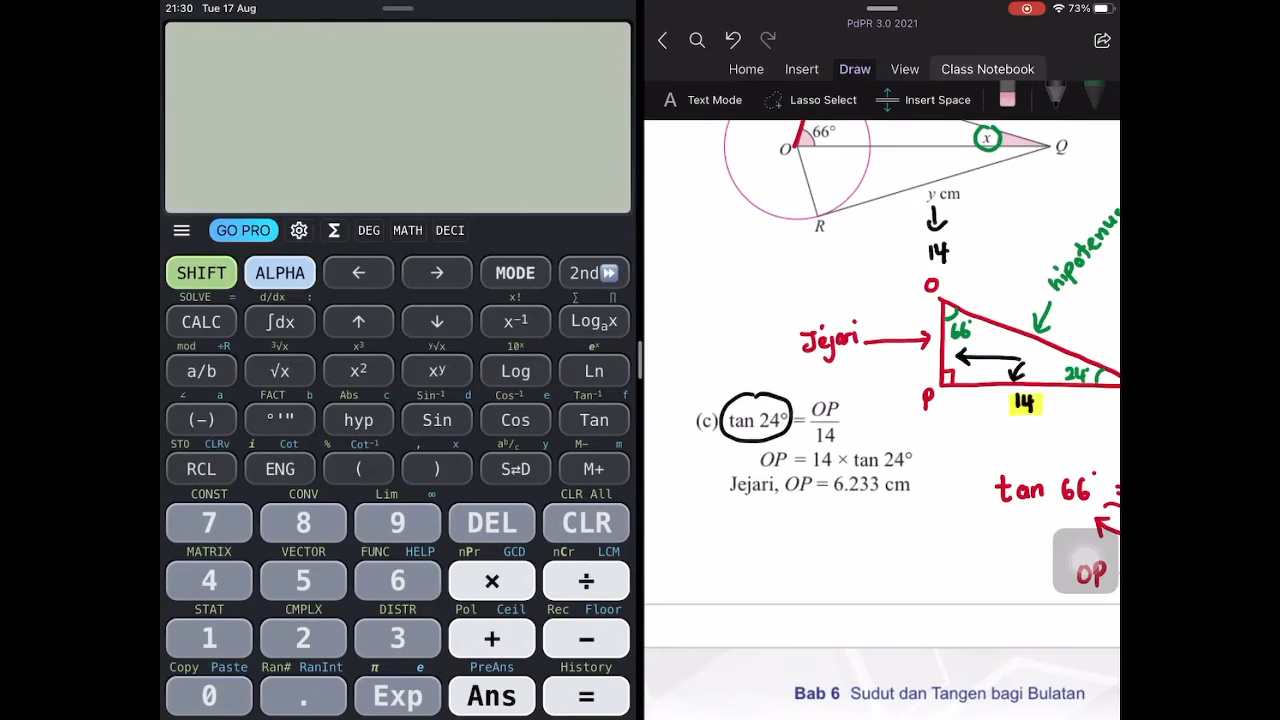 21:30 Tue 17 Aug
73%
PdPR 3.0 2021
Home Insert Draw View Class Notebook
A Text Mode Lasso Select Insert Space
GO PRO Σ DEG MATH DECI
SHIFT ALPHA ← → MODE 2nd
SOLVE = d/dx : x! ∑ ∏
CALC ∫dx ↑ ↓ x⁻¹ Logₐx
mod ÷R ³√x x³ ʸ√x 10ˣ eˣ
a/b √x x² xʸ Log Ln
∠ a FACT b Abs c Sin⁻¹ d Cos⁻¹ e Tan⁻¹ f
(−) °'" hyp Sin Cos Tan
STO CLRv i Cot % Cot⁻¹ , x aᵇ/c y M− m
RCL ENG ( ) S⇄D M+
CONST CONV Lim ∞ CLR All
7 8 9 DEL CLR
MATRIX VECTOR FUNC HELP nPr GCD nCr LCM
4 5 6 × ÷
STAT CMPLX DISTR Pol Ceil Rec Floor
1 2 3 + −
Copy Paste Ran# RanInt π e PreAns History
0 . Exp Ans =
66°
x
O
Q
R
y cm
14
hipotenus
O
66°
Jejari
24°
P
14
(c) tan 24° = OP/14
OP = 14 × tan 24°
Jejari, OP = 6.233 cm
tan 66° =
OP
Bab 6 Sudut dan Tangen bagi Bulatan